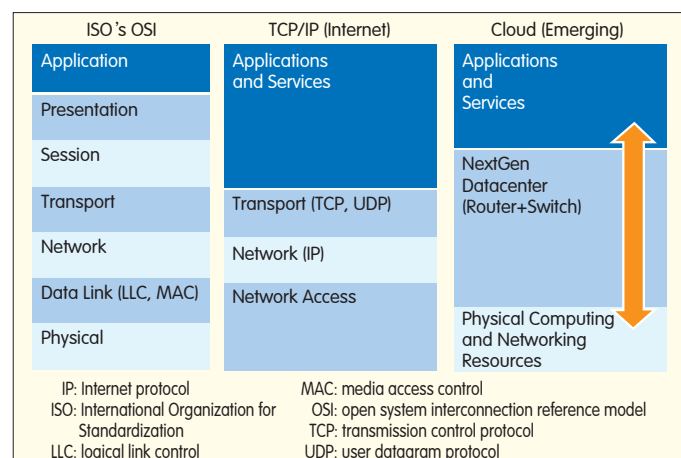 ISO's OSI
Application
Presentation
Session
Transport
Network
Data Link (LLC, MAC)
Physical
TCP/IP (Internet)
Applications
and Services
Transport (TCP, UDP)
Network (IP)
Network Access
Cloud (Emerging)
Applications
and
Services
NextGen
Datacenter
(Router+Switch)
Physical Computing
and Networking
Resources
IP: Internet protocol
ISO: International Organization for
Standardization
LLC: logical link control
MAC: media access control
OSI: open system interconnection reference model
TCP: transmission control protocol
UDP: user datagram protocol